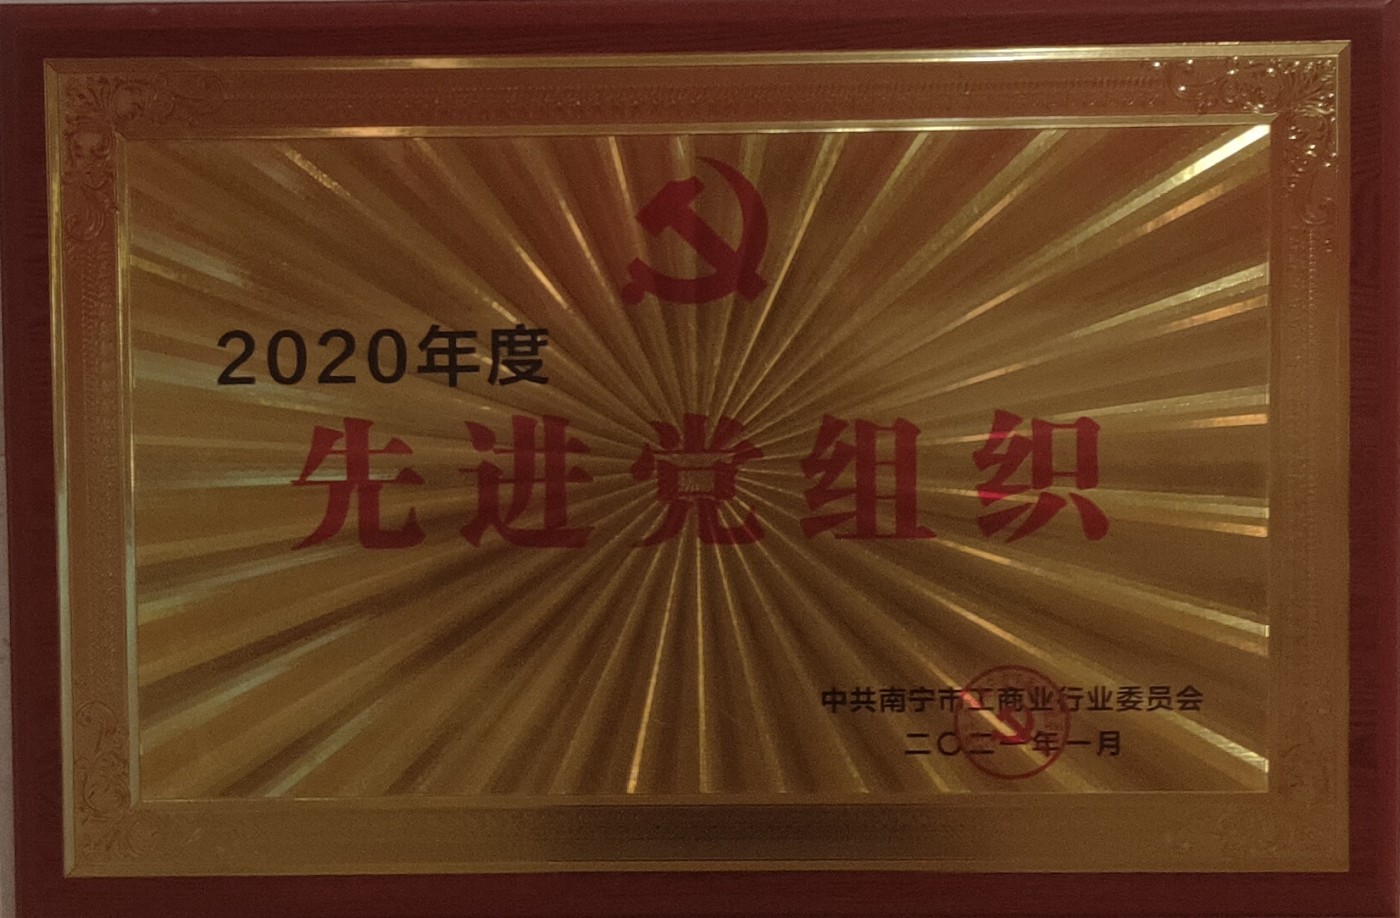 2020年度
先进党组织
中共南宁市工商业行业委员会
二〇二一年一月